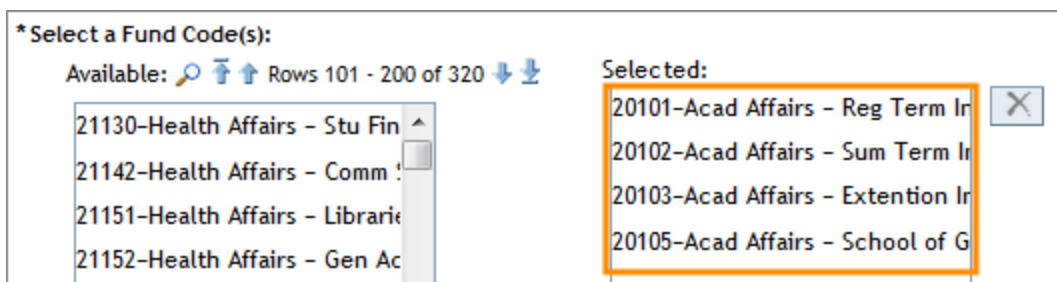 *Select a Fund Code(s):
Available: Rows 101 - 200 of 320
21130-Health Affairs - Stu Fin
21142-Health Affairs - Comm
21151-Health Affairs - Librarie
21152-Health Affairs - Gen Ac
Selected:
20101-Acad Affairs - Reg Term In
20102-Acad Affairs - Sum Term In
20103-Acad Affairs - Extention In
20105-Acad Affairs - School of G